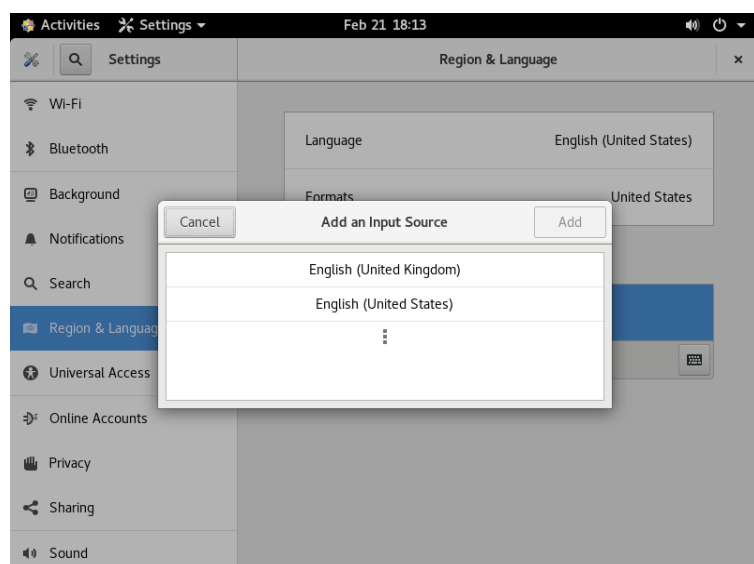 Activities Settings Feb 21 18:13
Settings Region & Language
Wi-Fi
Bluetooth
Background
Notifications
Search
Region & Languag
Universal Access
Online Accounts
Privacy
Sharing
Sound
Language English (United States)
Formats United States
Cancel Add an Input Source Add
English (United Kingdom)
English (United States)